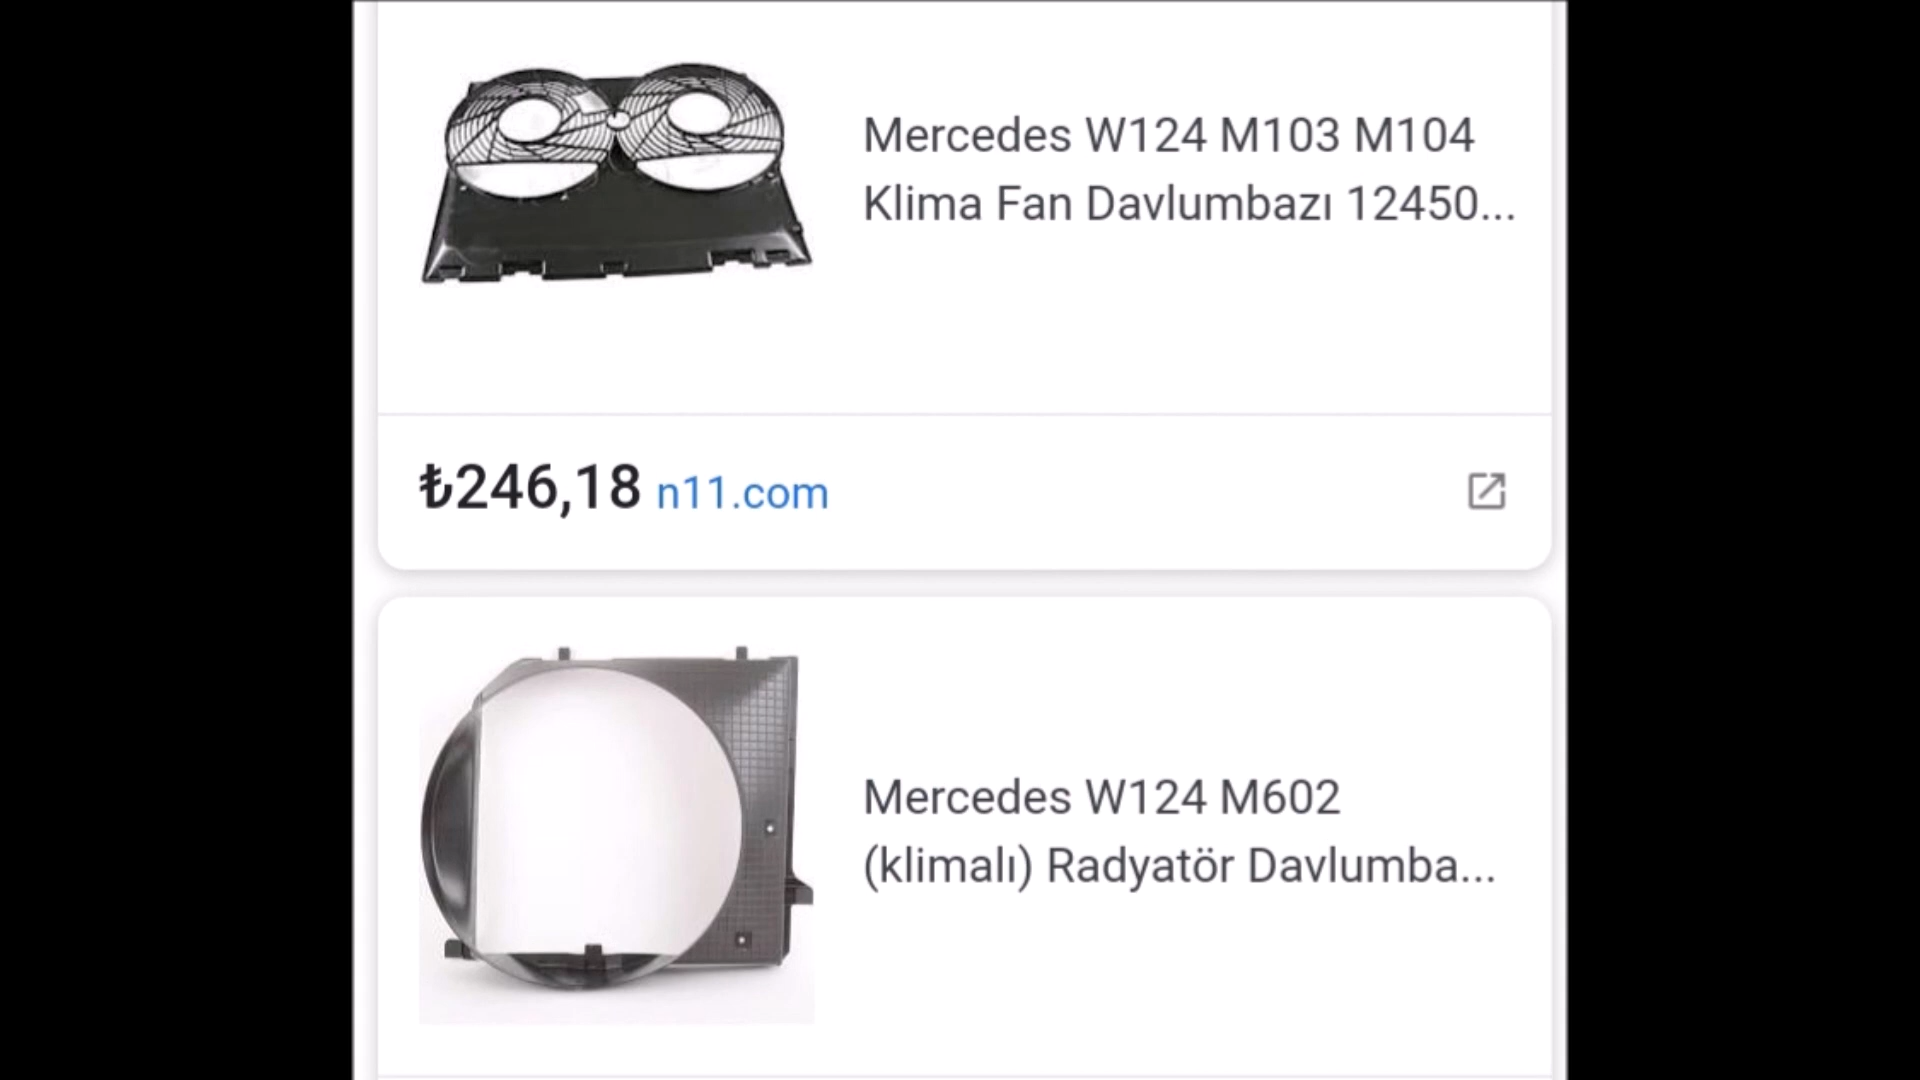 Mercedes W124 M103 M104
Klima Fan Davlumbazı 12450...
₺246,18 n11.com
Mercedes W124 M602
(klimalı) Radyatör Davlumba...